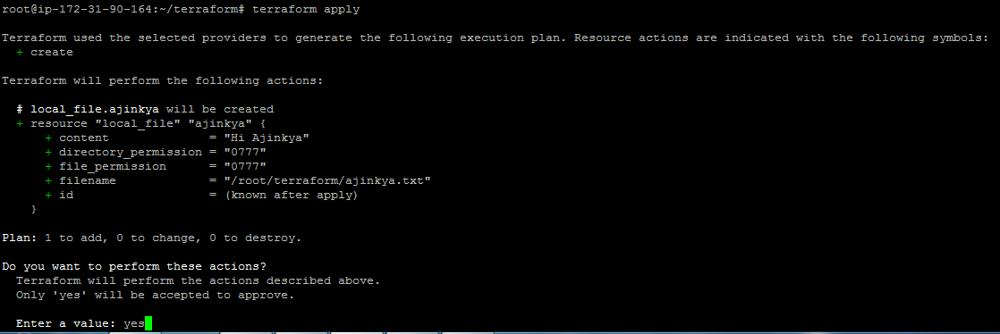 root@ip-172-31-90-164:~/terraform# terraform apply
Terraform used the selected providers to generate the following execution plan. Resource actions are indicated with the following symbols:
  + create
Terraform will perform the following actions:
  # local_file.ajinkya will be created
  + resource "local_file" "ajinkya" {
      + content              = "Hi Ajinkya"
      + directory_permission = "0777"
      + file_permission      = "0777"
      + filename             = "/root/terraform/ajinkya.txt"
      + id                   = (known after apply)
    }
Plan: 1 to add, 0 to change, 0 to destroy.
Do you want to perform these actions?
  Terraform will perform the actions described above.
  Only 'yes' will be accepted to approve.
  Enter a value: yes